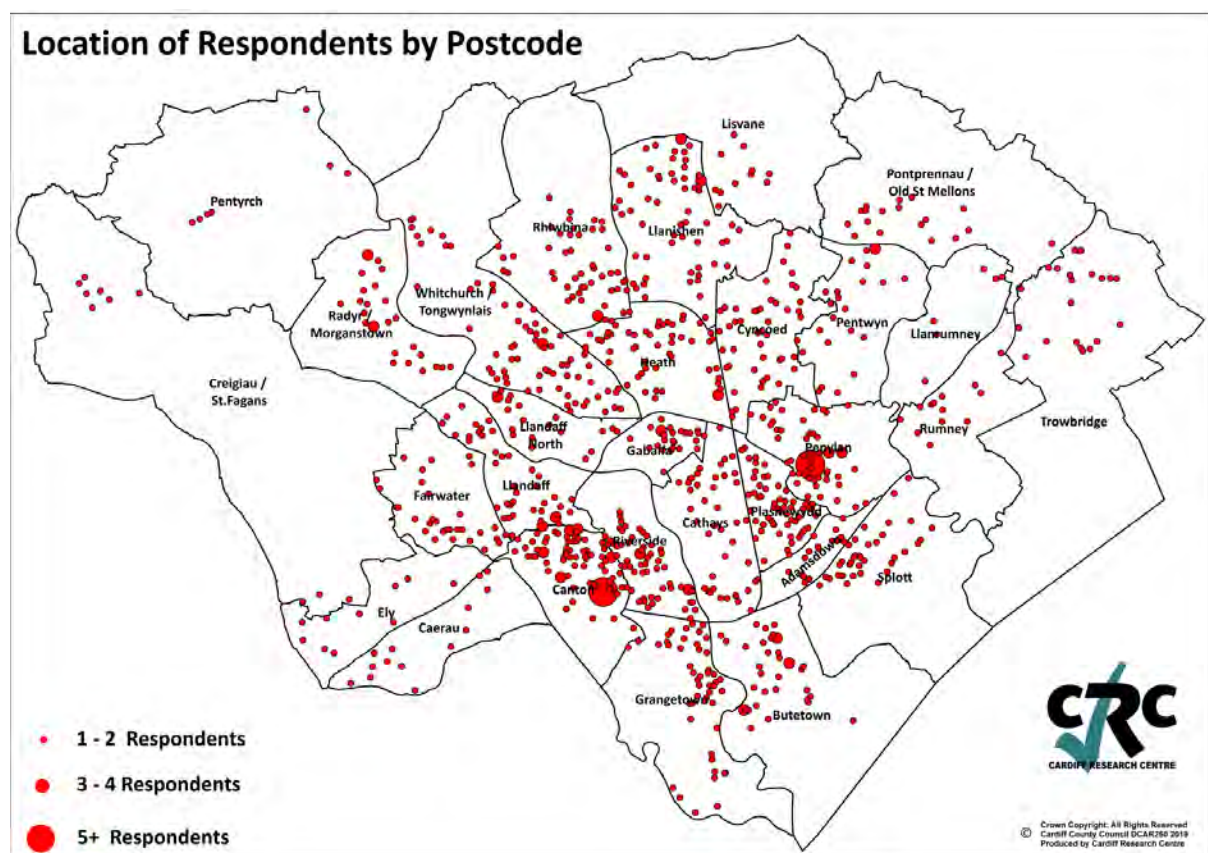 Location of Respondents by Postcode
Lisvane
Pontprennau /
Old St Mellons
Pentyrch
Rhiwbina
Llanishen
Whitchurch /
Tongwynlais
Radyr /
Morganstown
Cyncoed
Pentwyn
Llanrumney
Heath
Creigiau /
St.Fagans
Trowbridge
Rumney
Llandaff
North
Gabalfa
Penylan
Llandaff
Fairwater
Plasnewydd
Cathays
Riverside
Adamsdown
Splott
Canton
Ely
Caerau
Grangetown
Butetown
1 - 2 Respondents
3 - 4 Respondents
5+ Respondents
CRC
CARDIFF RESEARCH CENTRE
© Crown Copyright: All Rights Reserved
Cardiff County Council DCAR250 2019
Produced by Cardiff Research Centre